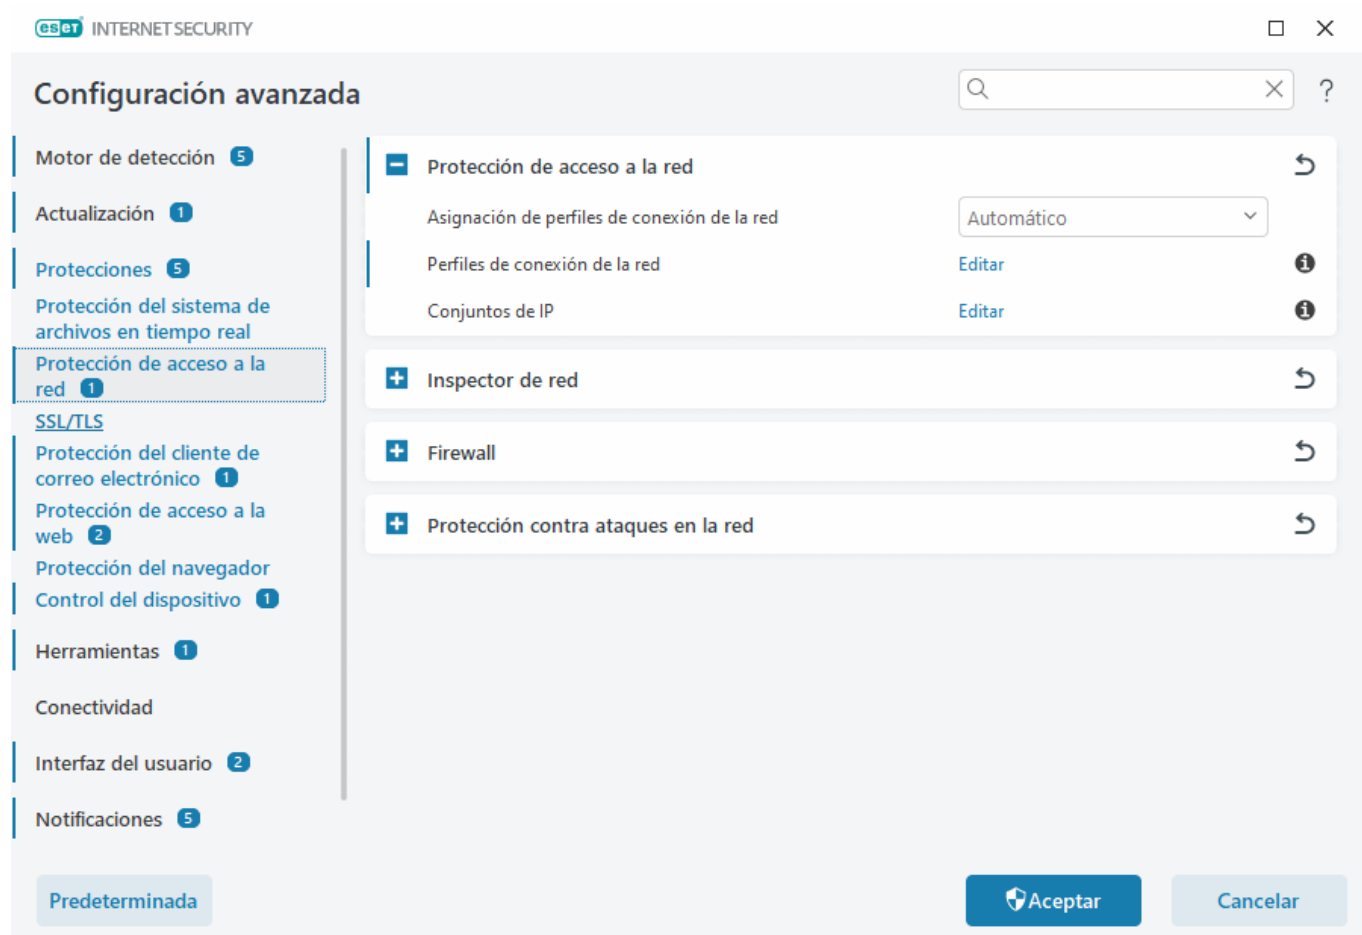 eset INTERNET SECURITY
Configuración avanzada
?
Motor de detección 5
Actualización 1
Protecciones 5
Protección del sistema de
archivos en tiempo real
Protección de acceso a la
red 1
SSL/TLS
Protección del cliente de
correo electrónico 1
Protección de acceso a la
web 2
Protección del navegador
Control del dispositivo 1
Herramientas 1
Conectividad
Interfaz del usuario 2
Notificaciones 5
Protección de acceso a la red
Asignación de perfiles de conexión de la red Automático
Perfiles de conexión de la red Editar
Conjuntos de IP Editar
Inspector de red
Firewall
Protección contra ataques en la red
Predeterminada
Aceptar
Cancelar